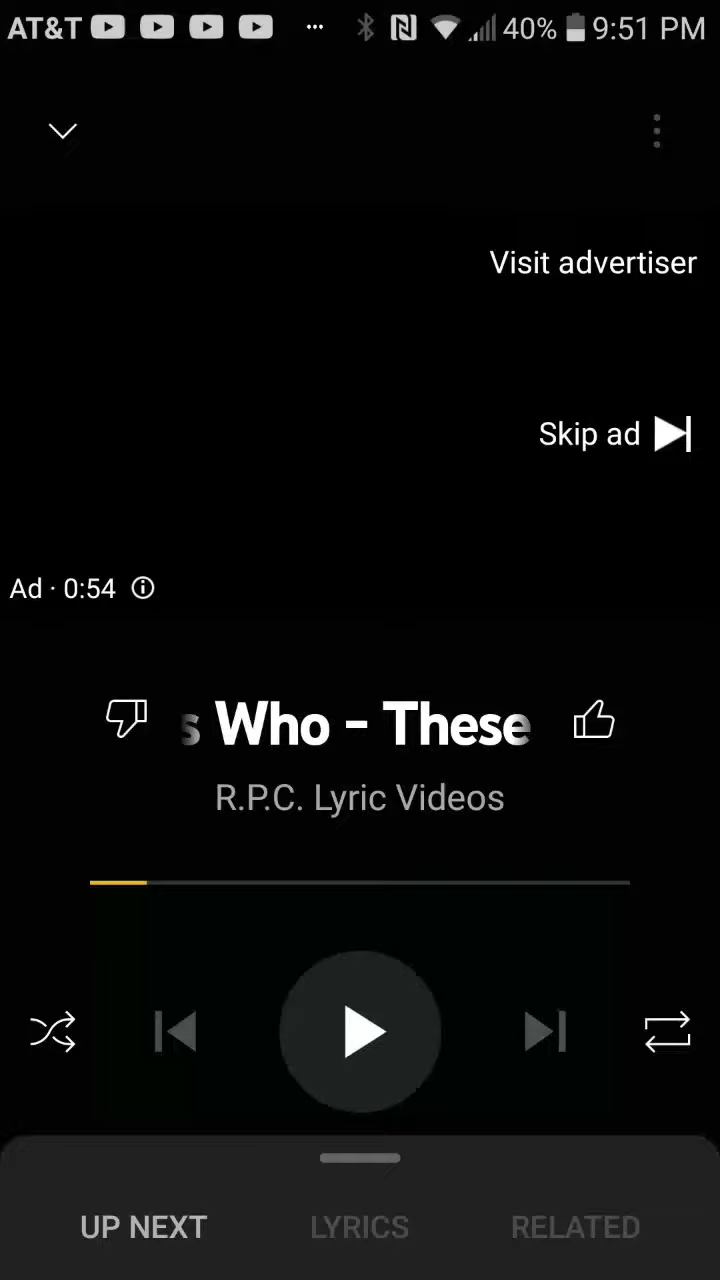 AT&T 40% 9:51 PM
Visit advertiser
Skip ad
Ad · 0:54
s Who - These
R.P.C. Lyric Videos
UP NEXT LYRICS RELATED